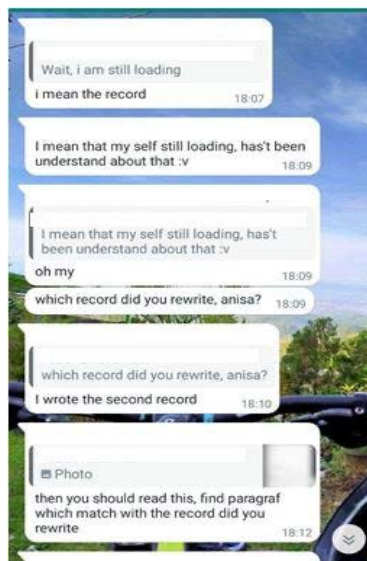 Wait, i am still loading
i mean the record
18:07
I mean that my self still loading, has't been
understand about that :v
18:09
I mean that my self still loading, has't
been understand about that :v
oh my
18:09
which record did you rewrite, anisa? 18:09
which record did you rewrite, anisa?
I wrote the second record
18:10
Photo
then you should read this, find paragraf
which match with the record did you
rewrite
18:12